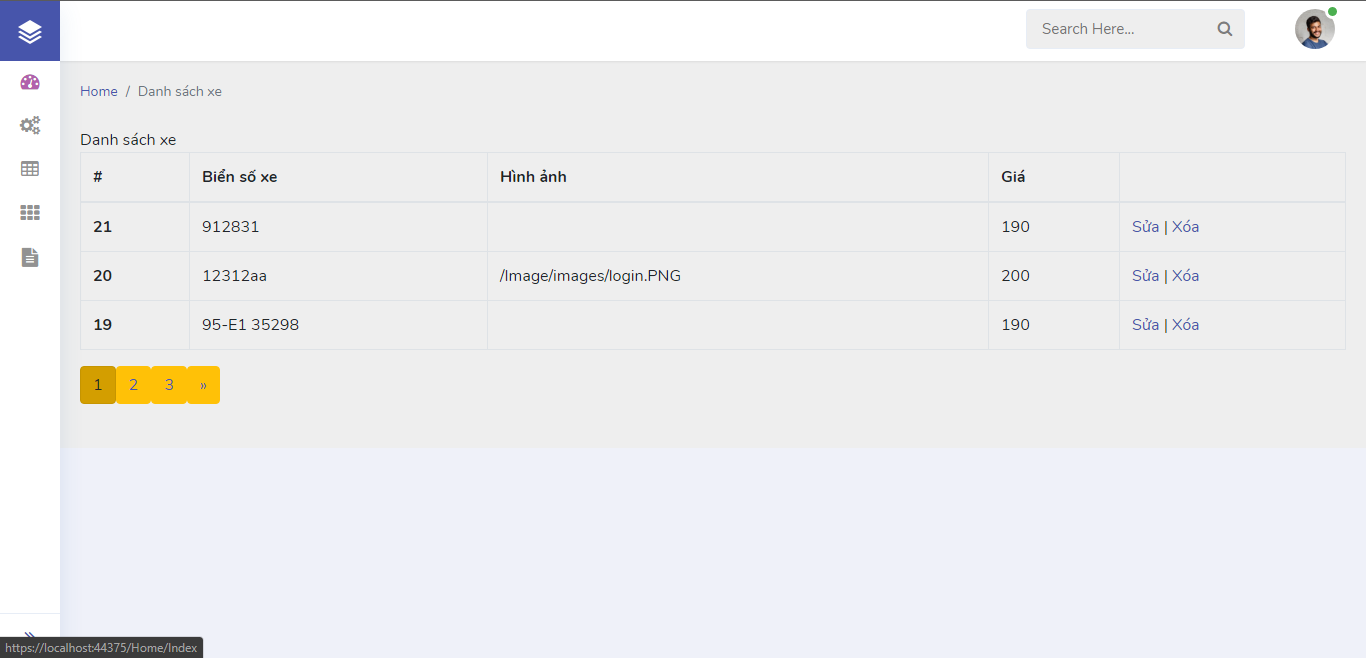 Search Here...
Home / Danh sách xe
Danh sách xe
# Biển số xe Hình ảnh Giá
21 912831 190 Sửa | Xóa
20 12312aa /Image/images/login.PNG 200 Sửa | Xóa
19 95-E1 35298 190 Sửa | Xóa
1 2 3 »
https://localhost:44375/Home/Index